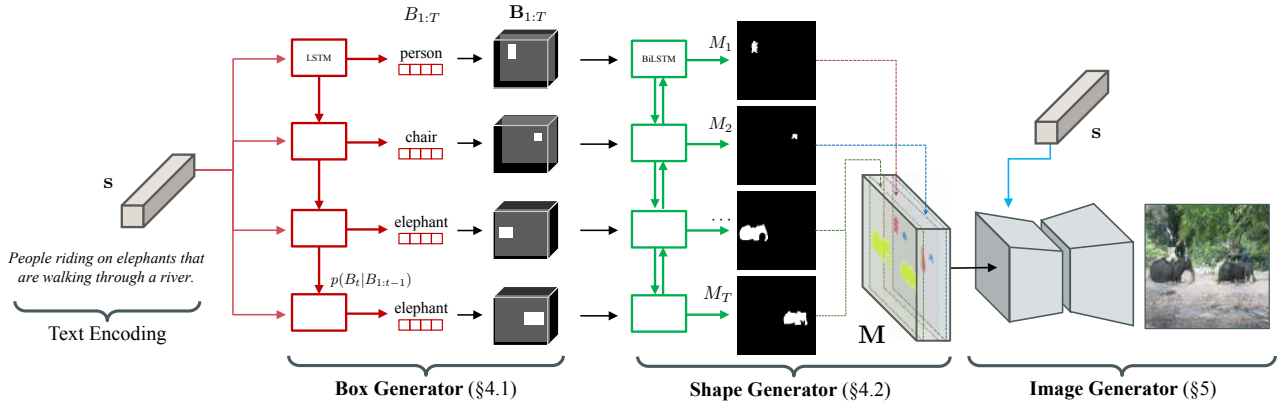 B₁:T
𝐁₁:T
LSTM
person
BiLSTM
M₁
chair
M₂
𝐬
𝐬
elephant
...
People riding on elephants that
are walking through a river.
p(Bₜ|B₁:ₜ₋₁)
elephant
M_T
𝐌
Text Encoding
Box Generator (§4.1)
Shape Generator (§4.2)
Image Generator (§5)